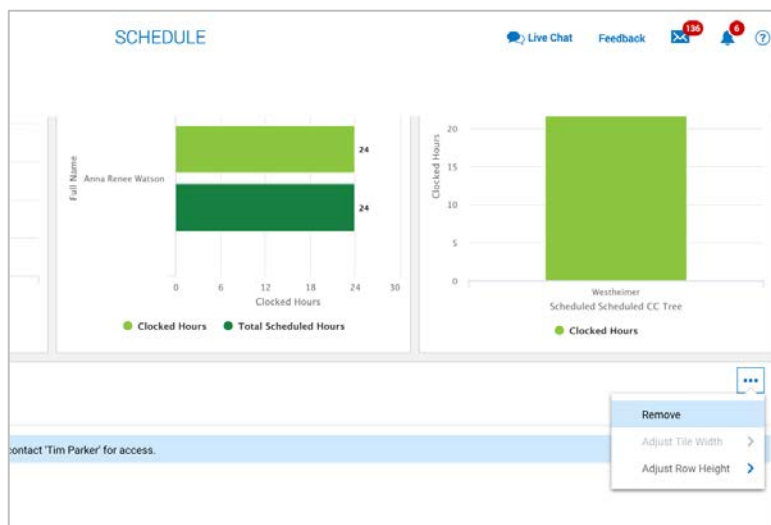 SCHEDULE
Live Chat
Feedback
136
6
?
Full Name
Anna Renee Watson
24
24
0 6 12 18 24 30
Clocked Hours
Clocked Hours
Total Scheduled Hours
Clocked Hours
20
15
10
5
0
Westheimer
Scheduled Scheduled CC Tree
Clocked Hours
Remove
Adjust Tile Width
Adjust Row Height
contact 'Tim Parker' for access.